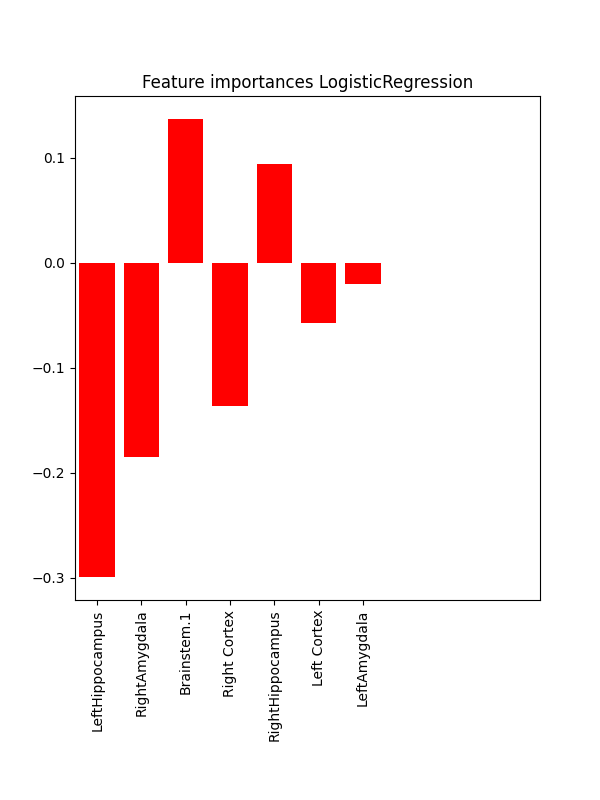 Feature importances LogisticRegression
0.1
0.0
−0.1
−0.2
−0.3
LeftHippocampus
RightAmygdala
Brainstem.1
Right Cortex
RightHippocampus
Left Cortex
LeftAmygdala